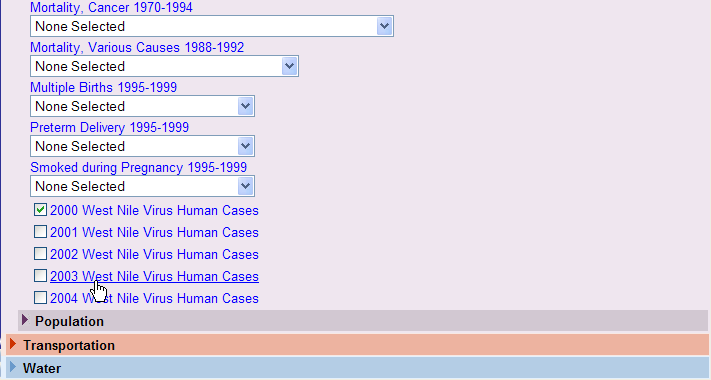 Mortality, Cancer 1970-1994
None Selected
Mortality, Various Causes 1988-1992
None Selected
Multiple Births 1995-1999
None Selected
Preterm Delivery 1995-1999
None Selected
Smoked during Pregnancy 1995-1999
None Selected
2000 West Nile Virus Human Cases
2001 West Nile Virus Human Cases
2002 West Nile Virus Human Cases
2003 West Nile Virus Human Cases
2004 West Nile Virus Human Cases
Population
Transportation
Water